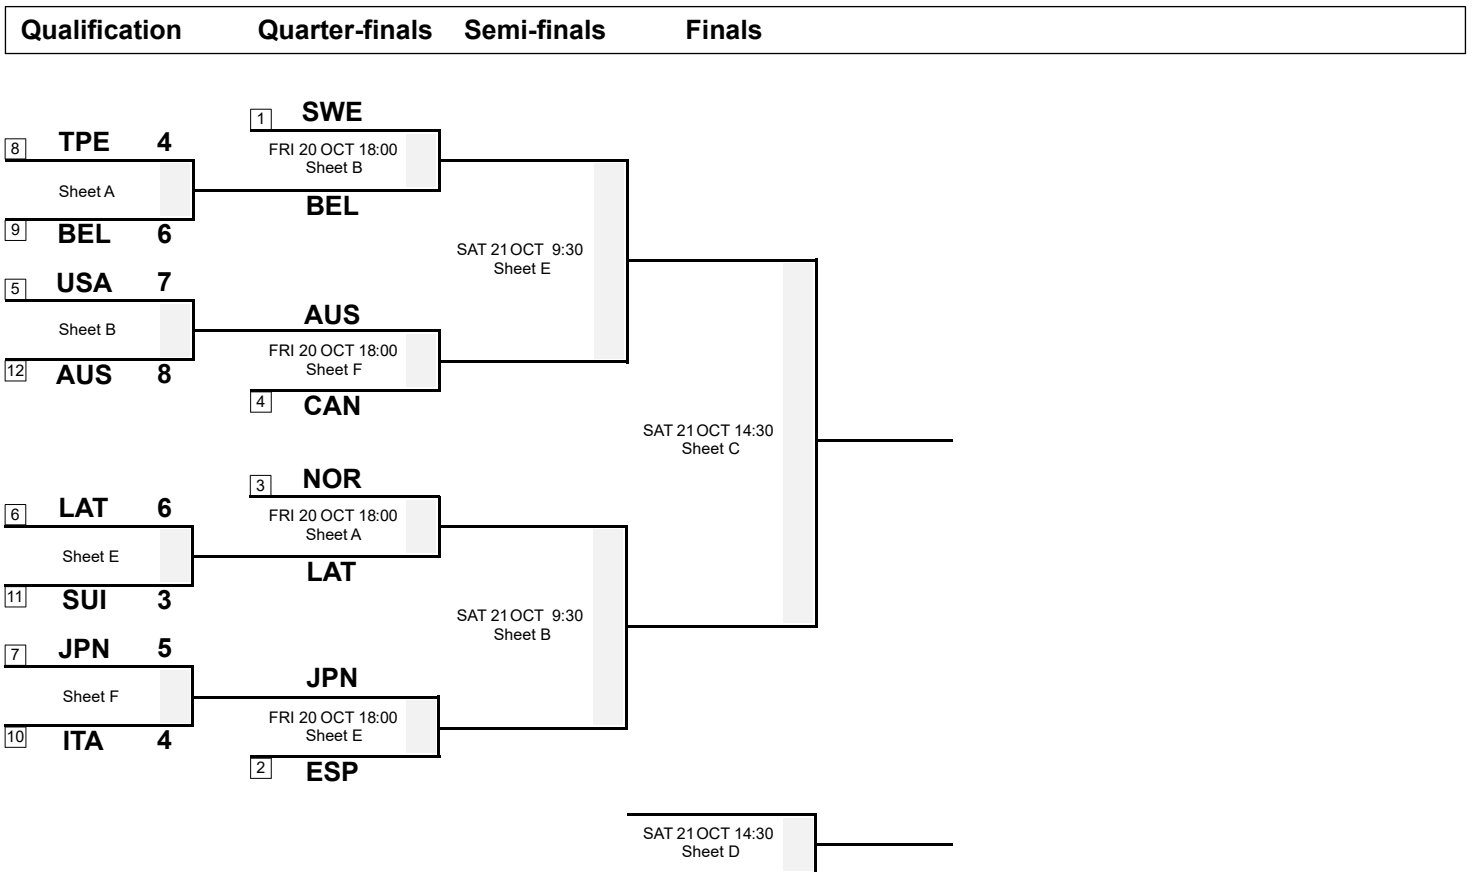 Qualification Quarter-finals Semi-finals Finals
1 SWE
8 TPE 4
FRI 20 OCT 18:00
Sheet B
Sheet A
BEL
9 BEL 6
SAT 21 OCT 9:30
Sheet E
5 USA 7
AUS
Sheet B
FRI 20 OCT 18:00
Sheet F
12 AUS 8
4 CAN
SAT 21 OCT 14:30
Sheet C
3 NOR
6 LAT 6
FRI 20 OCT 18:00
Sheet A
Sheet E
LAT
11 SUI 3
SAT 21 OCT 9:30
Sheet B
7 JPN 5
JPN
Sheet F
FRI 20 OCT 18:00
Sheet E
10 ITA 4
2 ESP
SAT 21 OCT 14:30
Sheet D